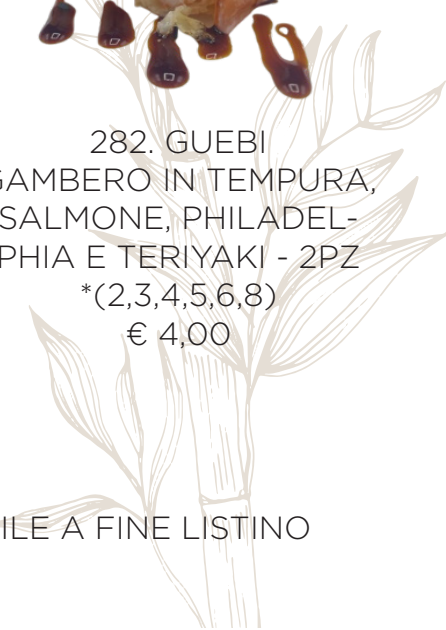 282. GUEBI
GAMBERO IN TEMPURA,
SALMONE, PHILADEL-
PHIA E TERIYAKI - 2PZ
*(2,3,4,5,6,8)
€ 4,00
ILE A FINE LISTINO